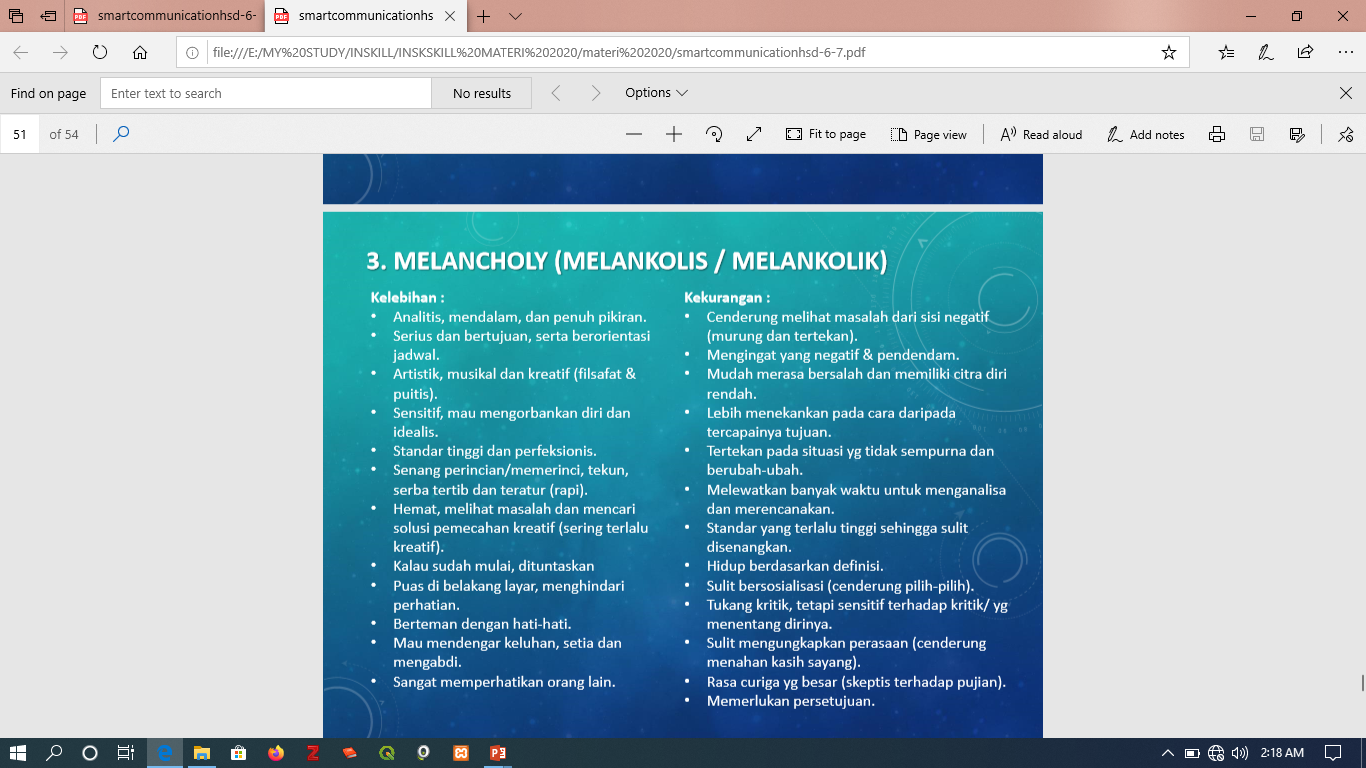 smartcommunicationhsd-6-
smartcommunicationhs
file:///E:/MY%20STUDY/INSKILL/INSKSKILL%20MATERI%202020/materi%202020/smartcommunicationhsd-6-7.pdf
Find on page
Enter text to search
No results
Options
51
of 54
Fit to page
Page view
Read aloud
Add notes
3. MELANCHOLY (MELANKOLIS / MELANKOLIK)
Kelebihan :
• Analitis, mendalam, dan penuh pikiran.
• Serius dan bertujuan, serta berorientasi
jadwal.
• Artistik, musikal dan kreatif (filsafat &
puitis).
• Sensitif, mau mengorbankan diri dan
idealis.
• Standar tinggi dan perfeksionis.
• Senang perincian/memerinci, tekun,
serba tertib dan teratur (rapi).
• Hemat, melihat masalah dan mencari
solusi pemecahan kreatif (sering terlalu
kreatif).
• Kalau sudah mulai, dituntaskan
• Puas di belakang layar, menghindari
perhatian.
• Berteman dengan hati-hati.
• Mau mendengar keluhan, setia dan
mengabdi.
• Sangat memperhatikan orang lain.
Kekurangan :
• Cenderung melihat masalah dari sisi negatif
(murung dan tertekan).
• Mengingat yang negatif & pendendam.
• Mudah merasa bersalah dan memiliki citra diri
rendah.
• Lebih menekankan pada cara daripada
tercapainya tujuan.
• Tertekan pada situasi yg tidak sempurna dan
berubah-ubah.
• Melewatkan banyak waktu untuk menganalisa
dan merencanakan.
• Standar yang terlalu tinggi sehingga sulit
disenangkan.
• Hidup berdasarkan definisi.
• Sulit bersosialisasi (cenderung pilih-pilih).
• Tukang kritik, tetapi sensitif terhadap kritik/ yg
menentang dirinya.
• Sulit mengungkapkan perasaan (cenderung
menahan kasih sayang).
• Rasa curiga yg besar (skeptis terhadap pujian).
• Memerlukan persetujuan.
2:18 AM